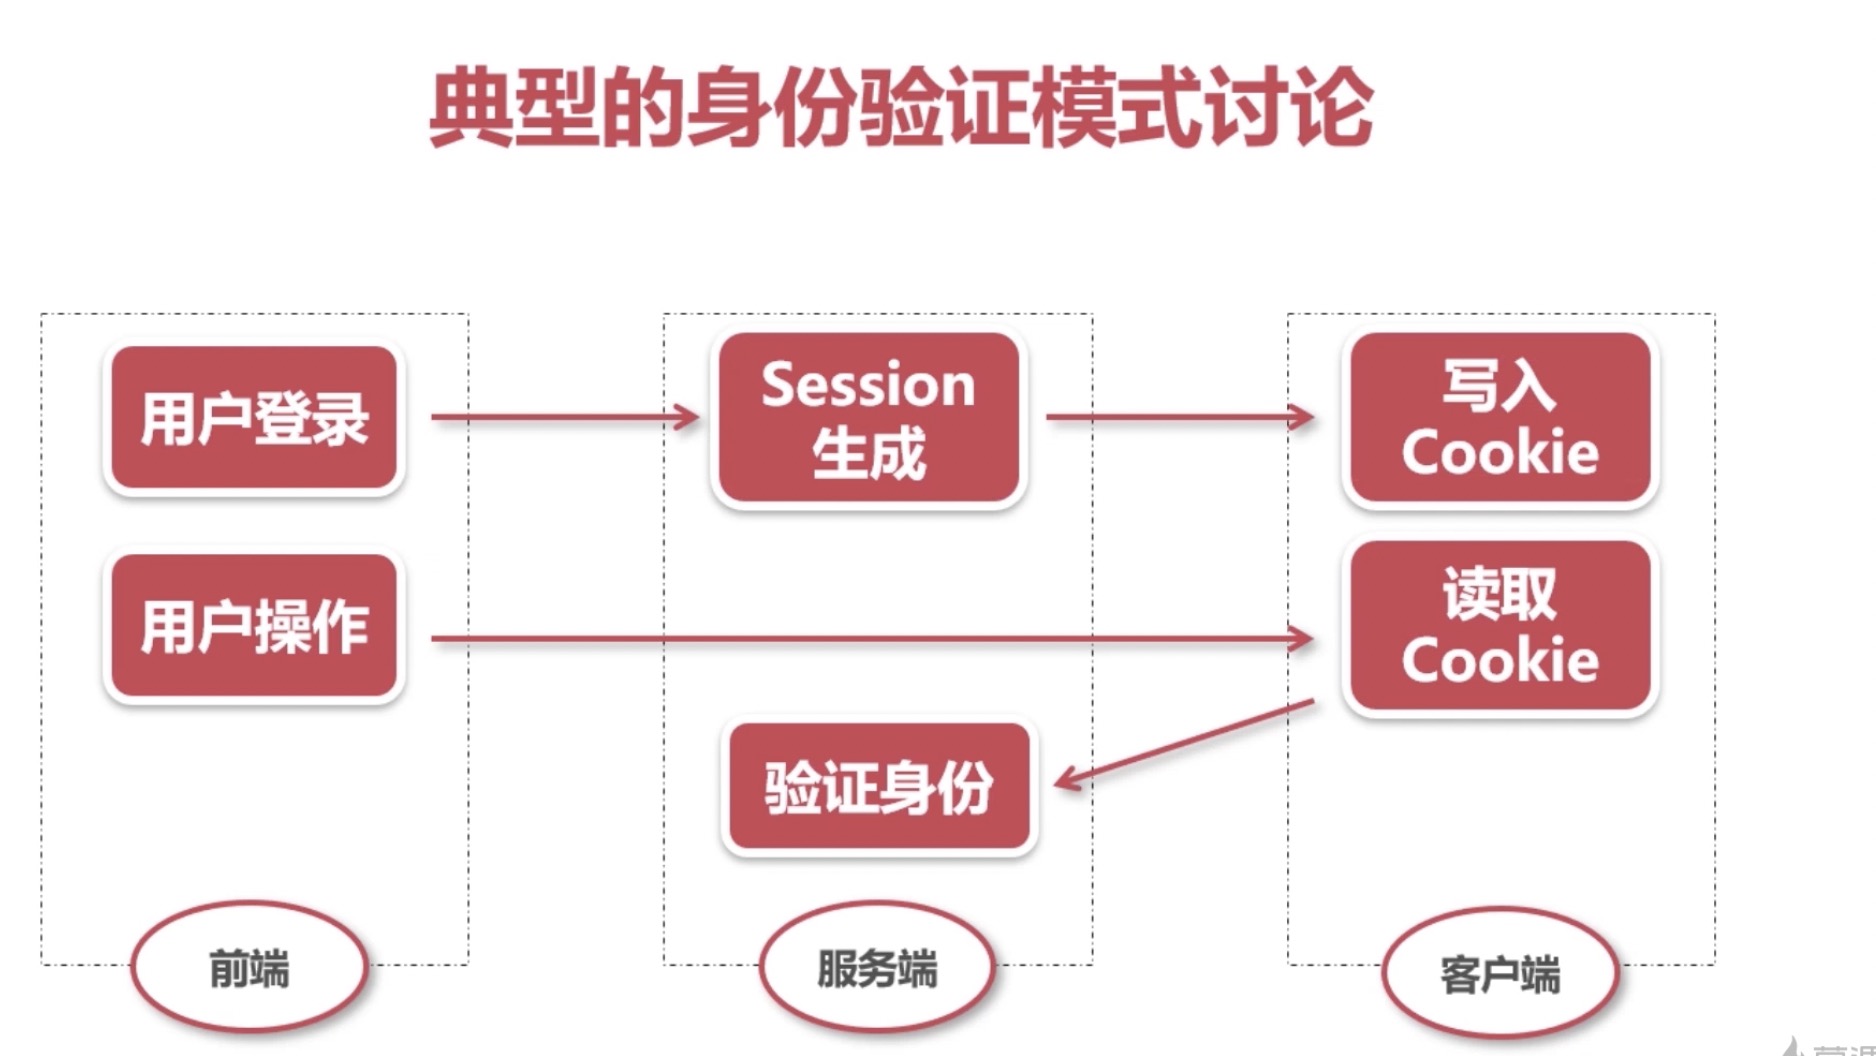 典型的身份验证模式讨论
用户登录
Session
生成
写入
Cookie
用户操作
读取
Cookie
验证身份
前端
服务端
客户端